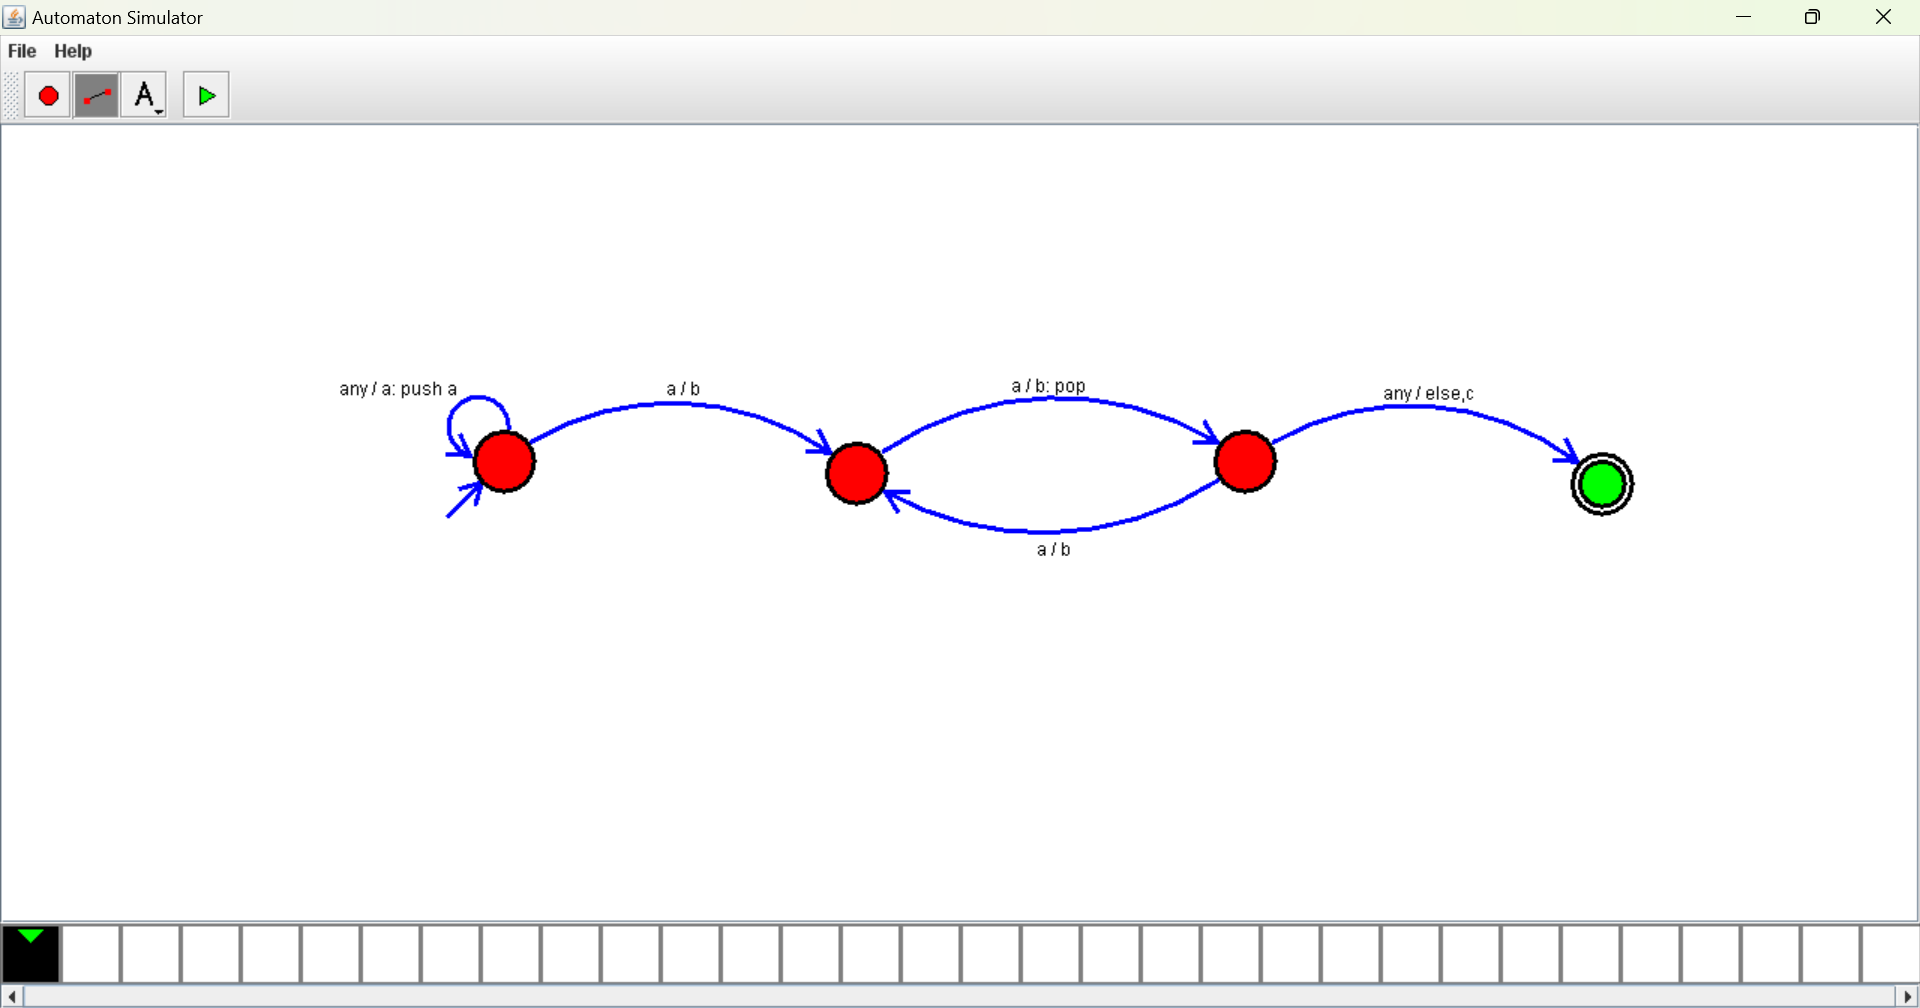 Automaton Simulator
File Help
A
any / a: push a
a / b
a / b: pop
any / else,c
a / b